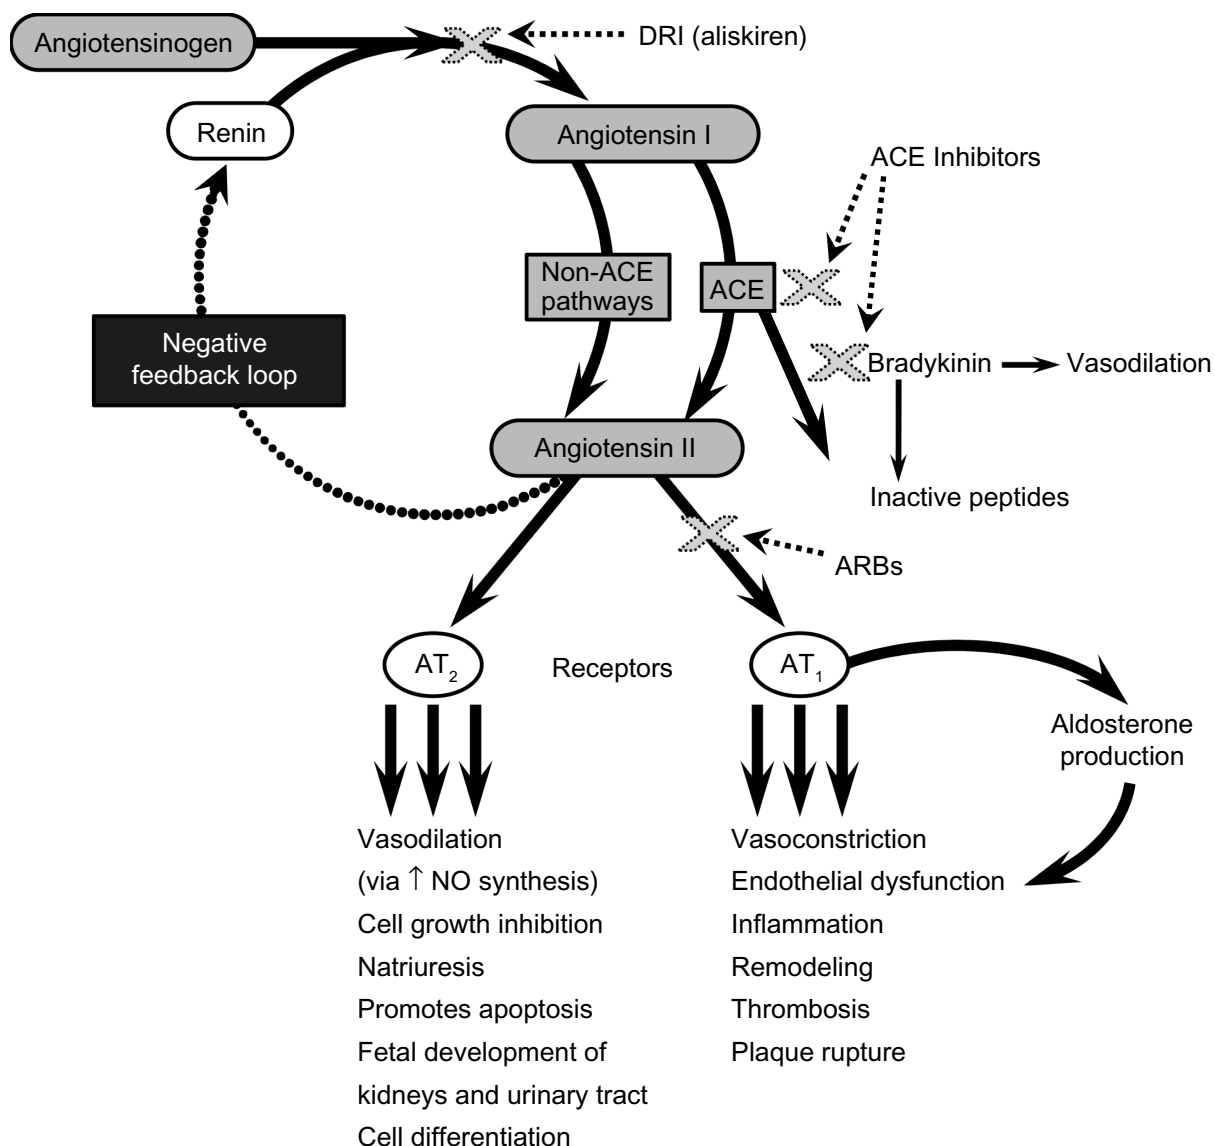 Angiotensinogen
DRI (aliskiren)
Renin
Angiotensin I
ACE Inhibitors
Non-ACE
pathways
ACE
Negative
feedback loop
Bradykinin
Vasodilation
Angiotensin II
Inactive peptides
ARBs
AT2
Receptors
AT1
Aldosterone
production
Vasodilation
(via ↑ NO synthesis)
Cell growth inhibition
Natriuresis
Promotes apoptosis
Fetal development of
kidneys and urinary tract
Cell differentiation
Vasoconstriction
Endothelial dysfunction
Inflammation
Remodeling
Thrombosis
Plaque rupture